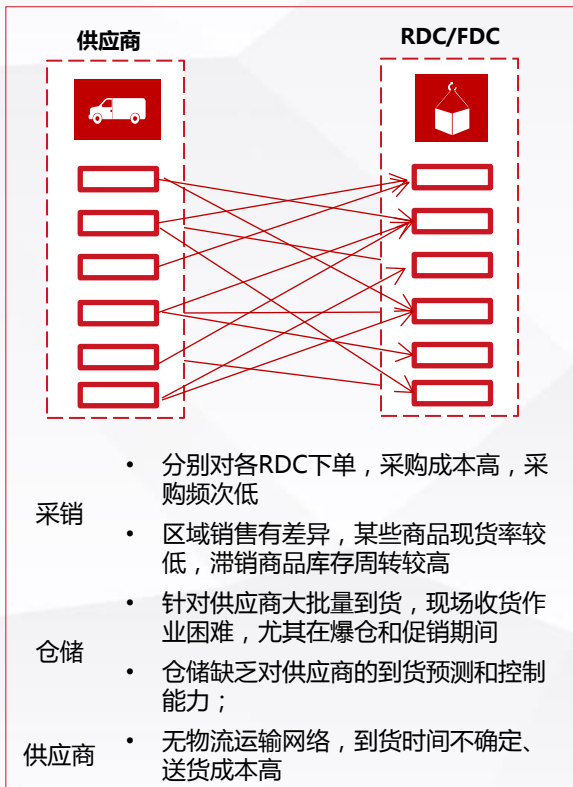 供应商
RDC/FDC
采销
• 分别对各RDC下单，采购成本高，采
购频次低
• 区域销售有差异，某些商品现货率较
低，滞销商品库存周转较高
仓储
• 针对供应商大批量到货，现场收货作
业困难，尤其在爆仓和促销期间
• 仓储缺乏对供应商的到货预测和控制
能力；
供应商
• 无物流运输网络，到货时间不确定、
送货成本高